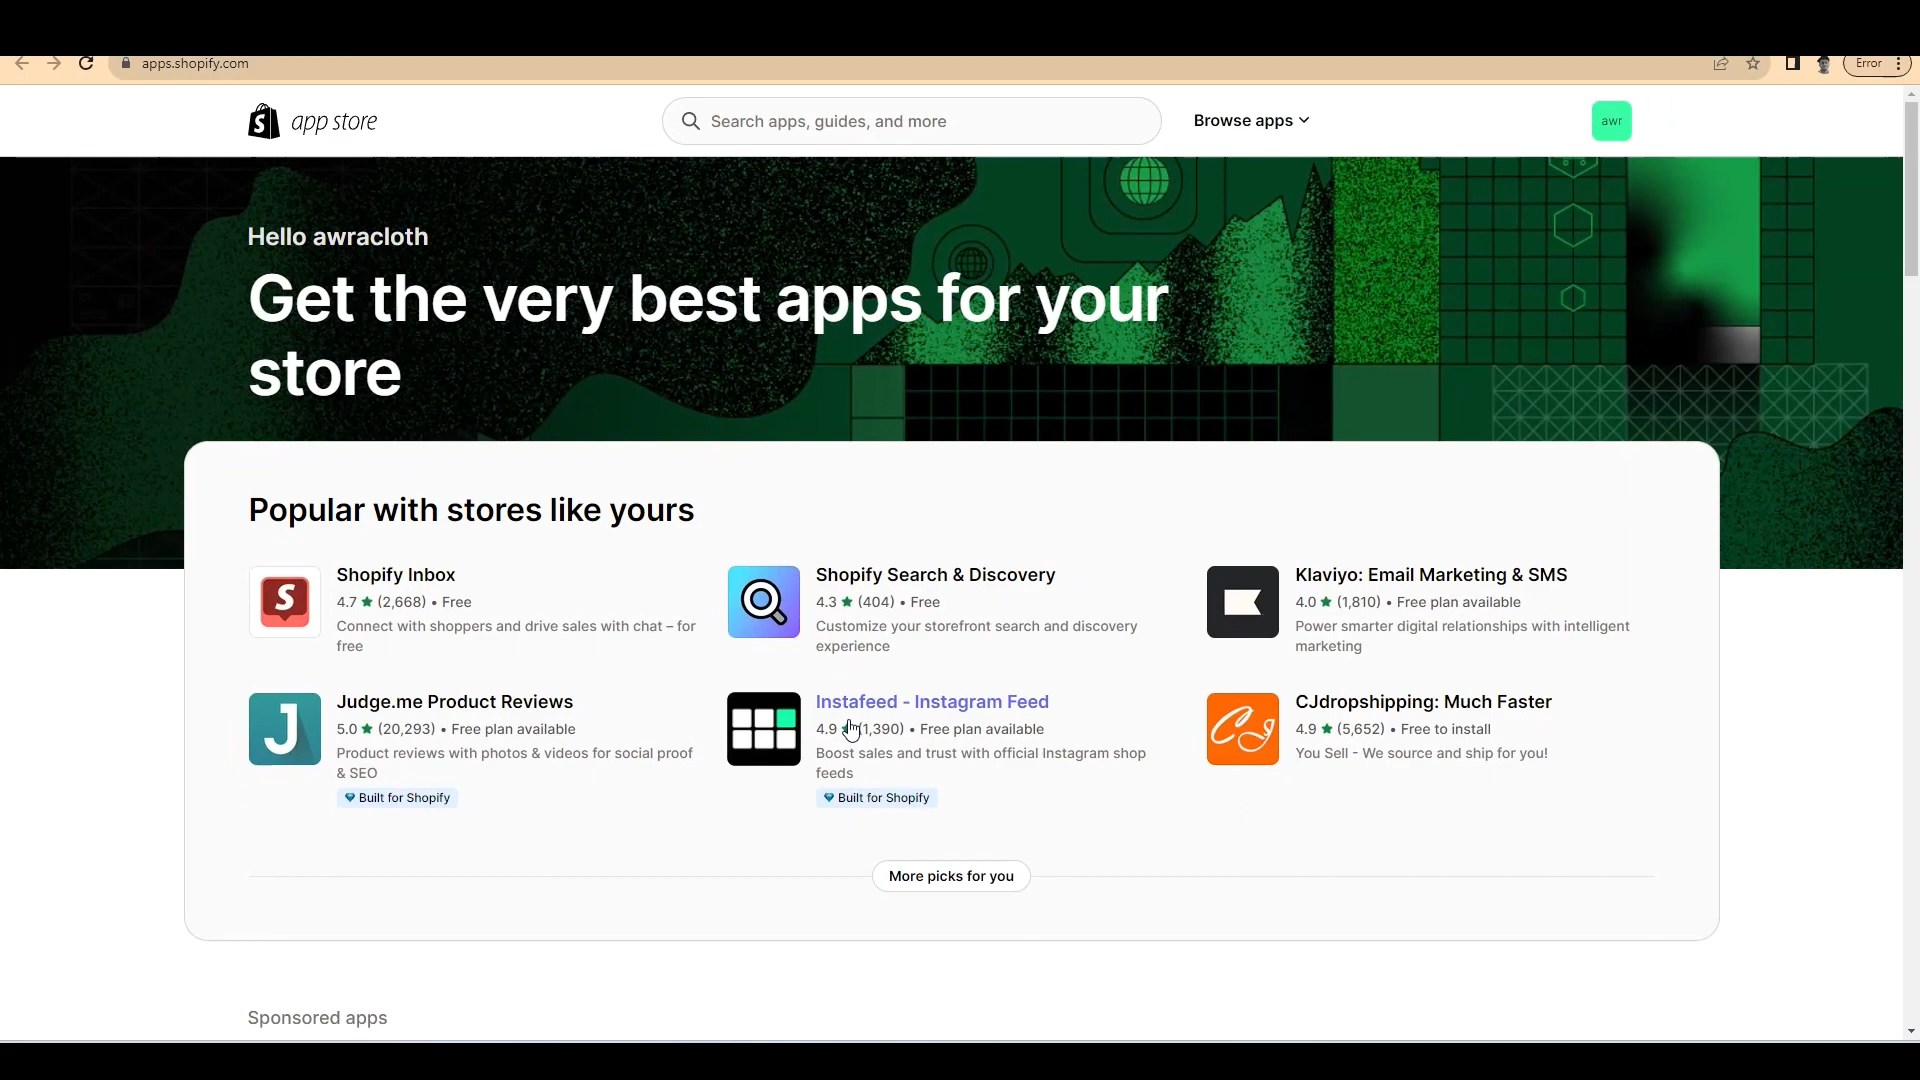 apps.shopify.com
Error
app store
Search apps, guides, and more
Browse apps
awr
Hello awracloth
Get the very best apps for your
store
Popular with stores like yours
Shopify Inbox
4.7 ★ (2,668) • Free
Connect with shoppers and drive sales with chat – for
free
Shopify Search & Discovery
4.3 ★ (404) • Free
Customize your storefront search and discovery
experience
Klaviyo: Email Marketing & SMS
4.0 ★ (1,810) • Free plan available
Power smarter digital relationships with intelligent
marketing
Judge.me Product Reviews
5.0 ★ (20,293) • Free plan available
Product reviews with photos & videos for social proof
& SEO
Built for Shopify
Instafeed - Instagram Feed
4.9 ★ (1,390) • Free plan available
Boost sales and trust with official Instagram shop
feeds
Built for Shopify
CJdropshipping: Much Faster
4.9 ★ (5,652) • Free to install
You Sell - We source and ship for you!
More picks for you
Sponsored apps